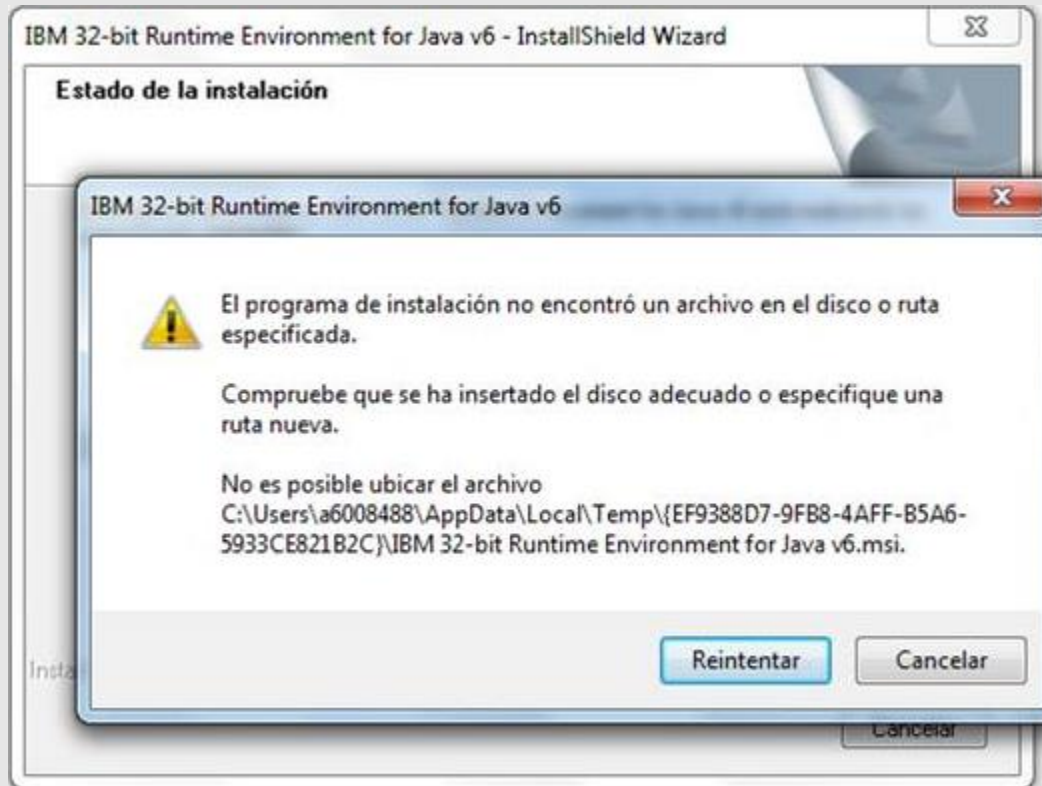 IBM 32-bit Runtime Environment for Java v6 - InstallShield Wizard
Estado de la instalación
IBM 32-bit Runtime Environment for Java v6
El programa de instalación no encontró un archivo en el disco o ruta
especificada.
Compruebe que se ha insertado el disco adecuado o especifique una
ruta nueva.
No es posible ubicar el archivo
C:\Users\a6008488\AppData\Local\Temp\{EF9388D7-9FB8-4AFF-B5A6-
5933CE821B2C}\IBM 32-bit Runtime Environment for Java v6.msi.
Reintentar
Cancelar
Insta
Cancelar